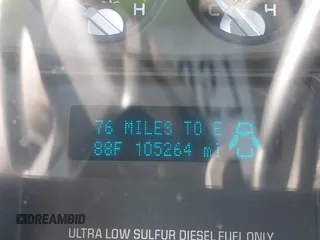 C H
C H
76 MILES TO E
88F 105264 mi
ULTRA LOW SULFUR DIESEL FUEL ONLY
DREAMBID